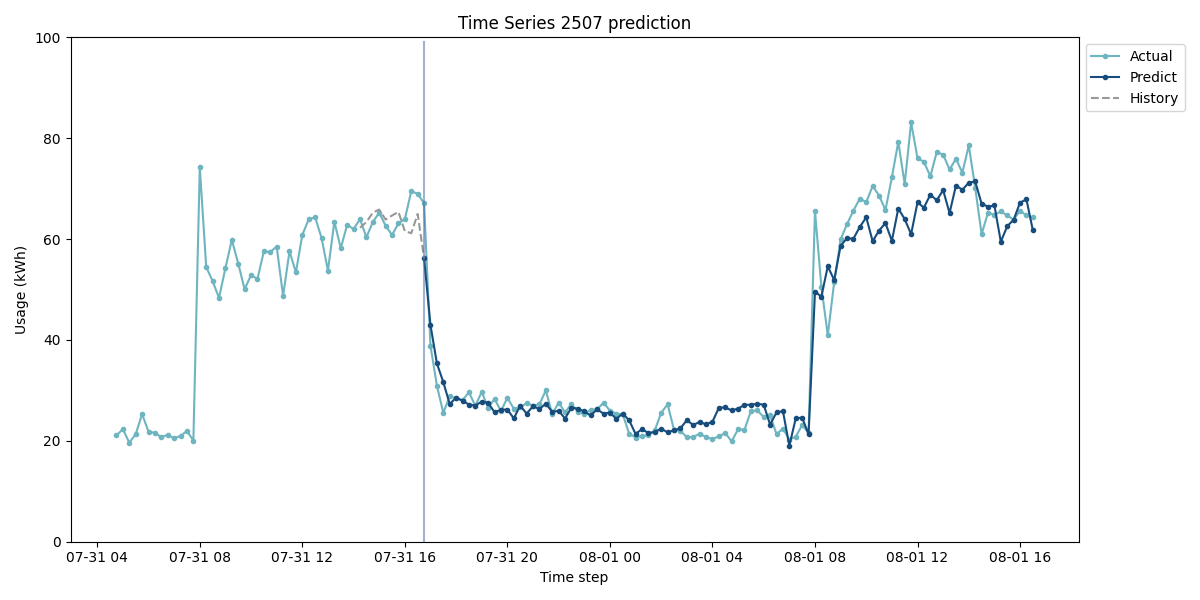 Time Series 2507 prediction
100
80
60
40
20
0
Usage (kWh)
07-31 04 07-31 08 07-31 12 07-31 16 07-31 20 08-01 00 08-01 04 08-01 08 08-01 12 08-01 16
Time step
Actual
Predict
History